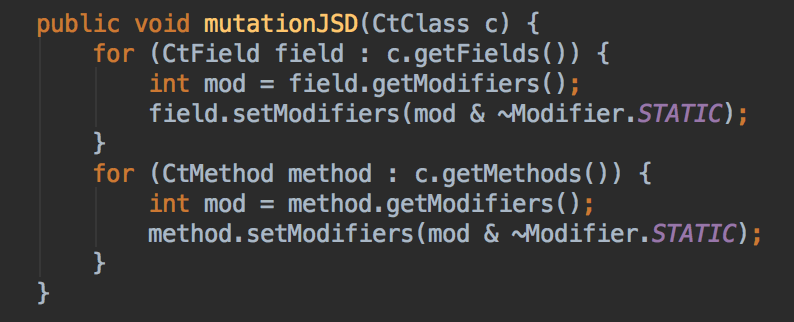 public void mutationJSD(CtClass c) {
    for (CtField field : c.getFields()) {
        int mod = field.getModifiers();
        field.setModifiers(mod & ~Modifier.STATIC);
    }
    for (CtMethod method : c.getMethods()) {
        int mod = method.getModifiers();
        method.setModifiers(mod & ~Modifier.STATIC);
    }
}